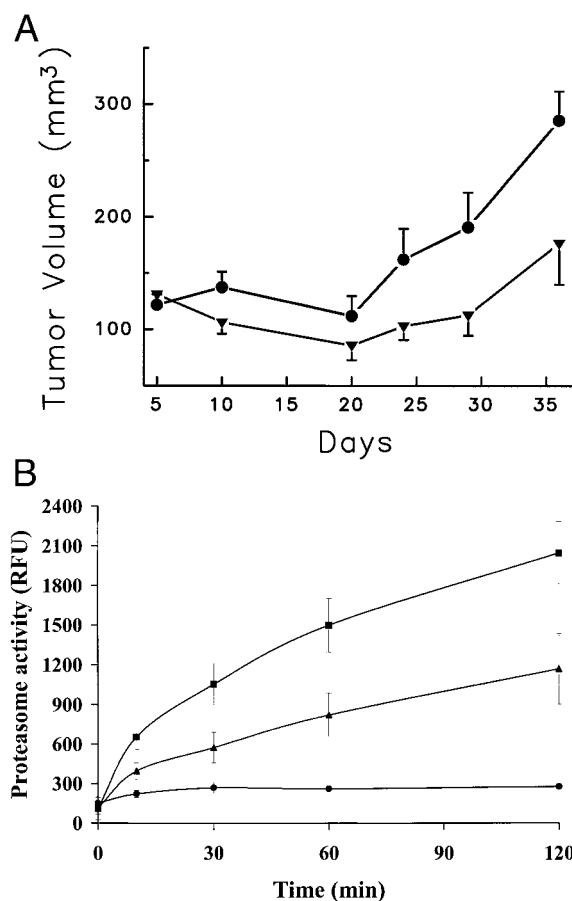 A
Tumor Volume (mm³)
300
200
100
5 10 15 20 25 30 35
Days
B
Proteasome activity (RFU)
2400
2100
1800
1500
1200
900
600
300
0
0 30 60 90 120
Time (min)